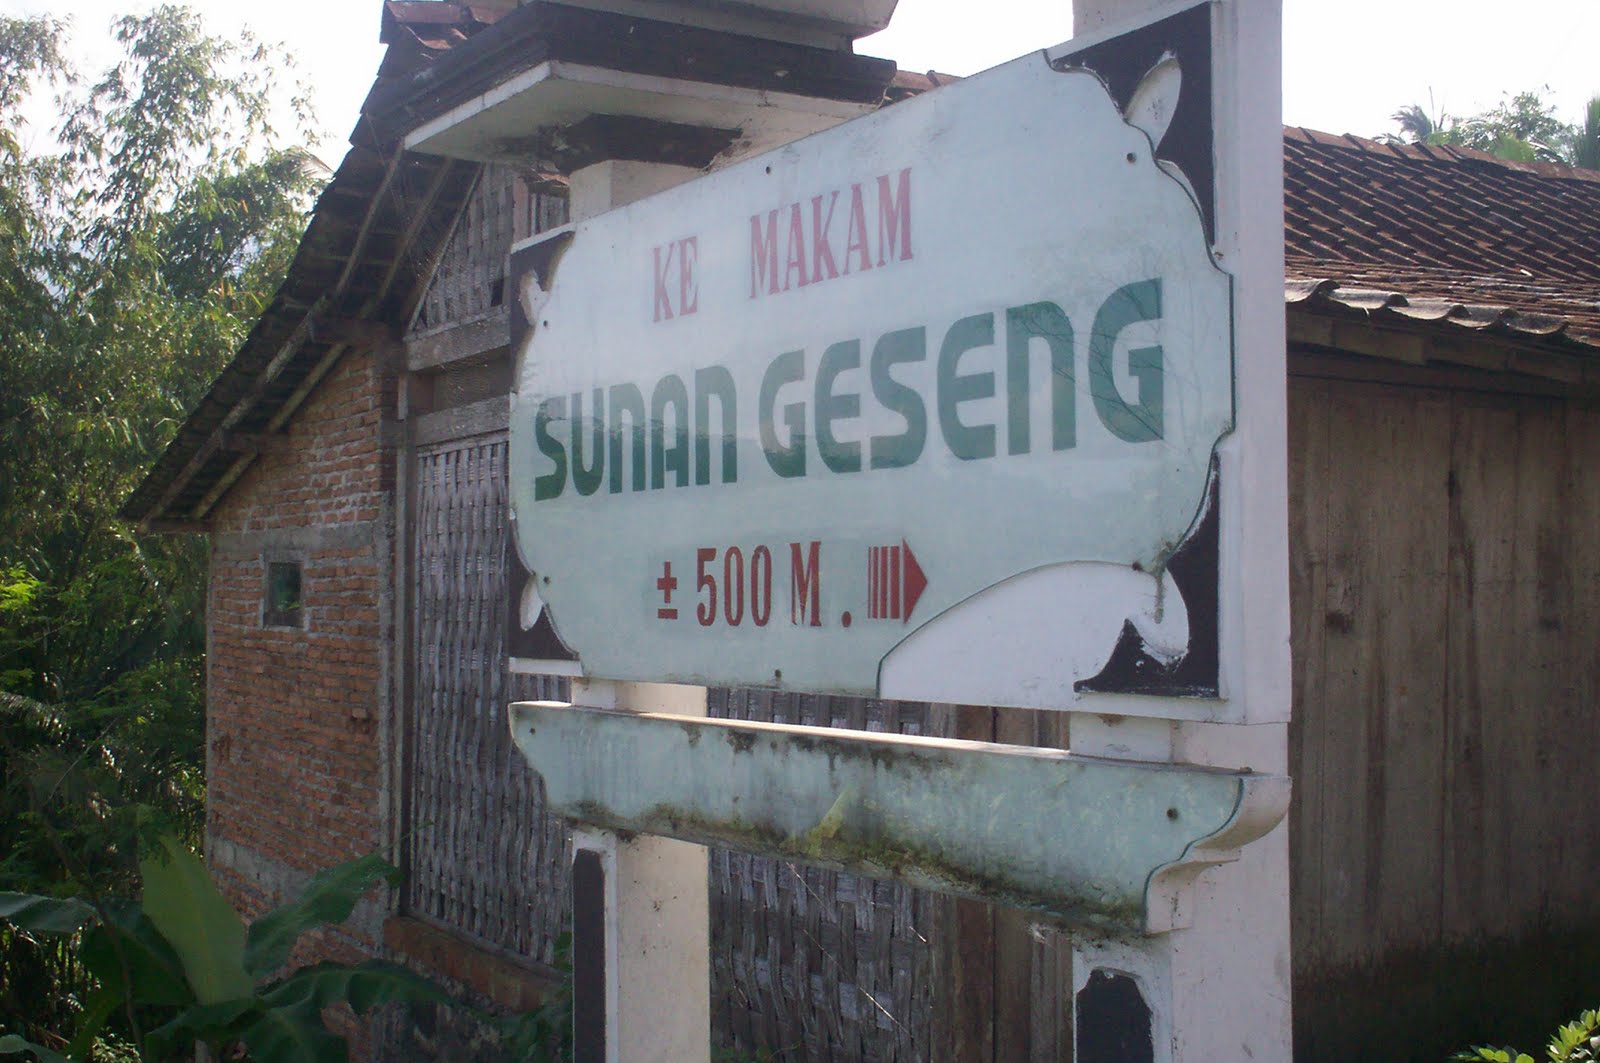 KE MAKAM
SUNAN GESENG
± 500 M .